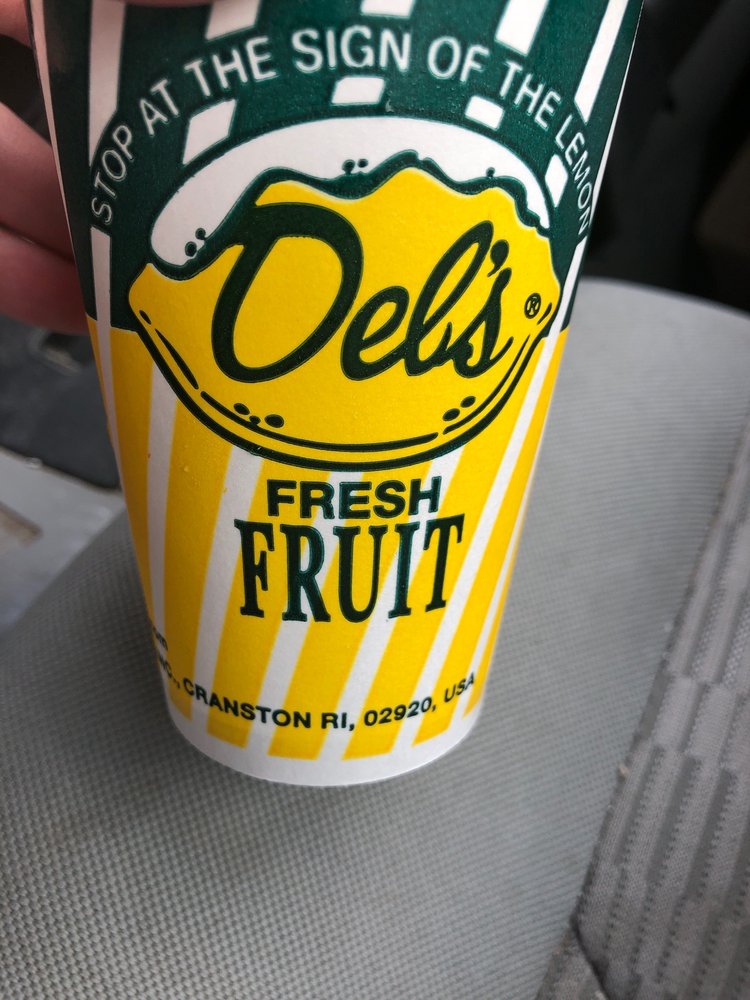 STOP AT THE SIGN OF THE LEMON
Del's ®
FRESH
FRUIT
CRANSTON RI, 02920, USA